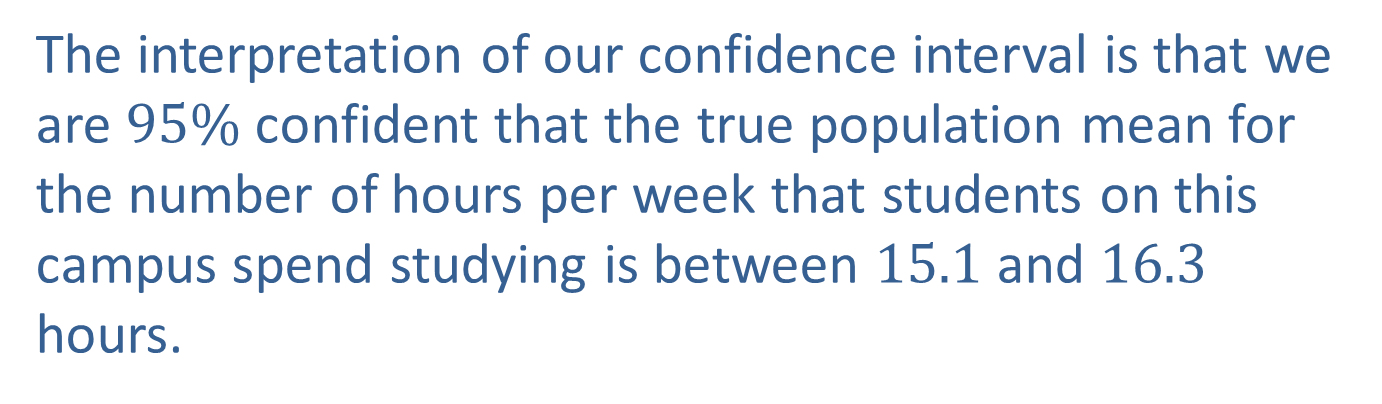 The interpretation of our confidence interval is that we
are 95% confident that the true population mean for
the number of hours per week that students on this
campus spend studying is between 15.1 and 16.3
hours.